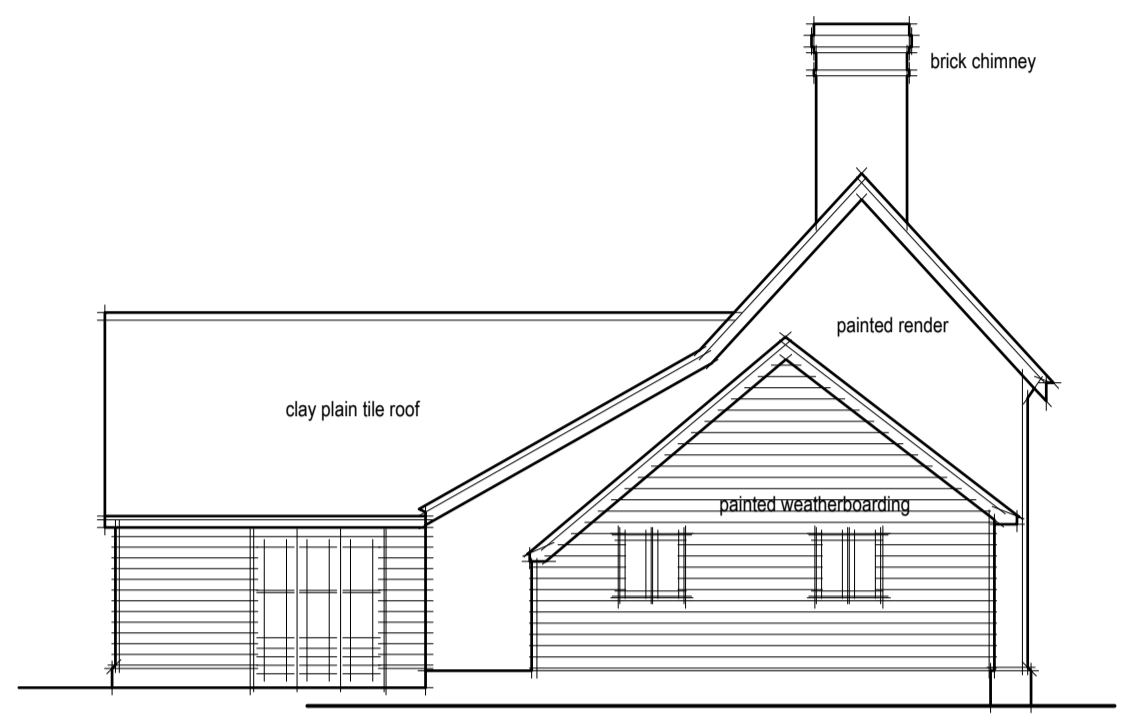 brick chimney
painted render
clay plain tile roof
painted weatherboarding